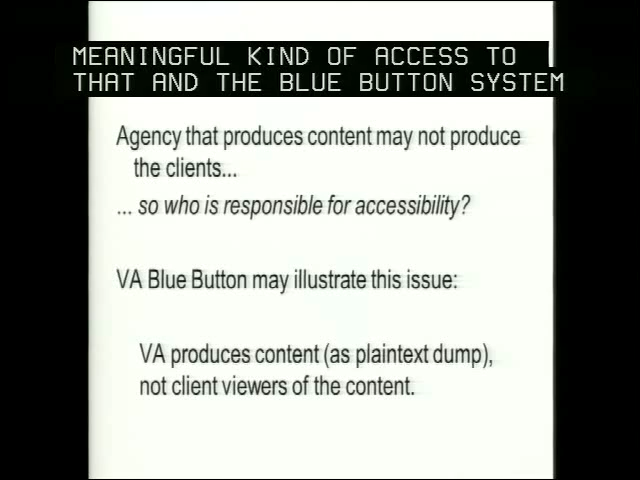 MEANINGFUL KIND OF ACCESS TO
THAT AND THE BLUE BUTTON SYSTEM
Agency that produces content may not produce
the clients...
... so who is responsible for accessibility?
VA Blue Button may illustrate this issue:
VA produces content (as plaintext dump),
not client viewers of the content.